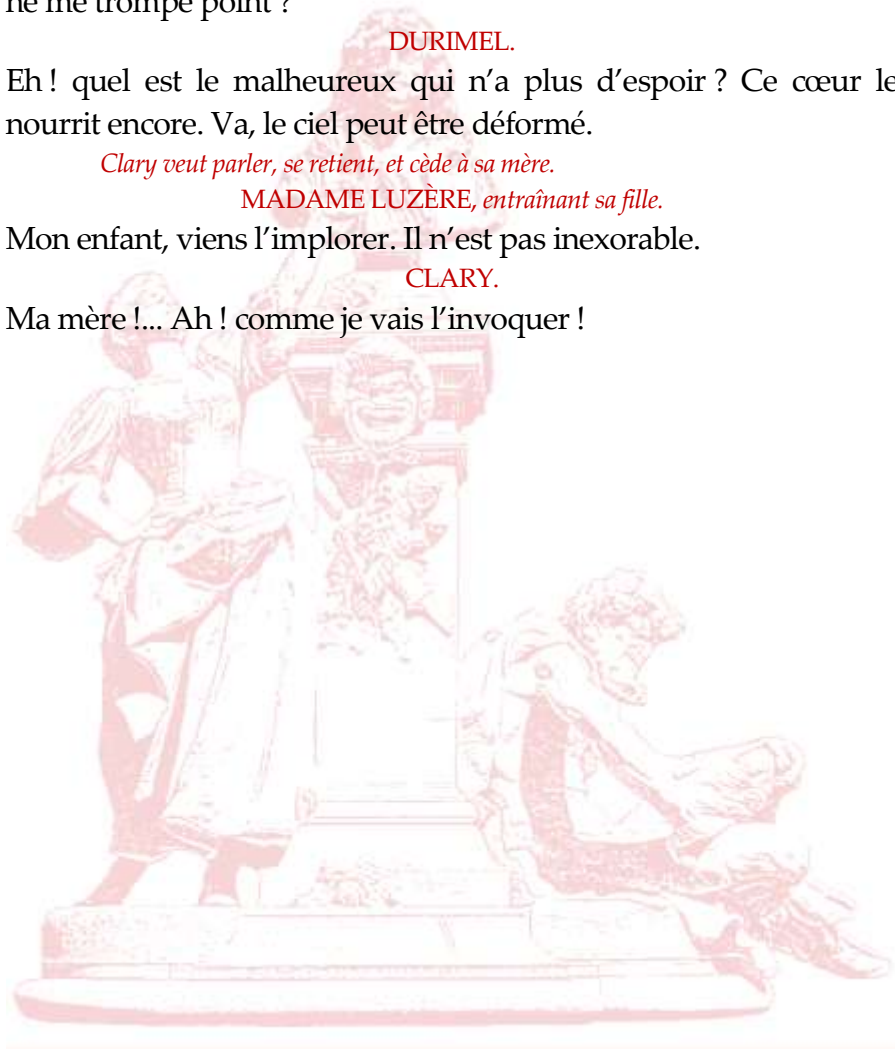 ne me trompe point ?
DURIMEL.
Eh ! quel est le malheureux qui n’a plus d’espoir ? Ce cœur le
nourrit encore. Va, le ciel peut être déformé.
Clary veut parler, se retient, et cède à sa mère.
MADAME LUZÈRE, entraînant sa fille.
Mon enfant, viens l’implorer. Il n’est pas inexorable.
CLARY.
Ma mère !... Ah ! comme je vais l’invoquer !